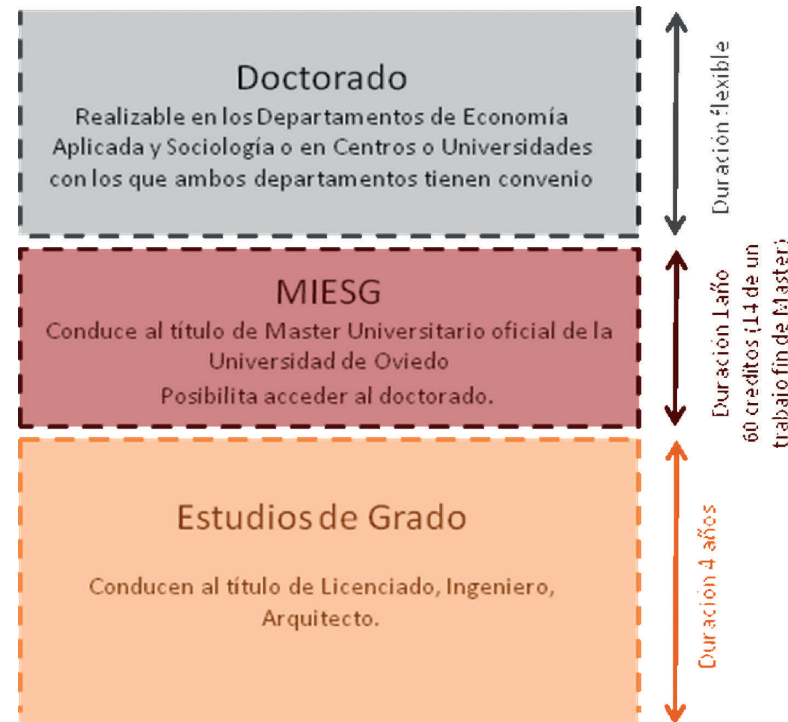 Doctorado
Realizable en los Departamentos de Economía
Aplicada y Sociología o en Centros o Universidades
con los que ambos departamentos tienen convenio
Duración flexible
MIESG
Conduce al título de Master Universitario oficial de la
Universidad de Oviedo
Posibilita acceder al doctorado.
Duración 1año
60 creditos (14 de un
trabajo fin de Master)
Estudios de Grado
Conducen al título de Licenciado, Ingeniero,
Arquitecto.
Duración 4 años